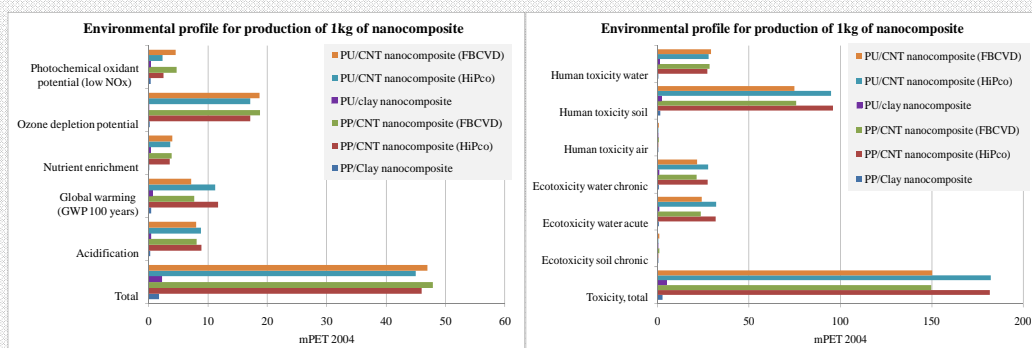 Environmental profile for production of 1kg of nanocomposite
PU/CNT nanocomposite (FBCVD)
PU/CNT nanocomposite (HiPco)
PU/clay nanocomposite
PP/CNT nanocomposite (FBCVD)
PP/CNT nanocomposite (HiPco)
PP/Clay nanocomposite
Photochemical oxidant
potential (low NOx)
Ozone depletion potential
Nutrient enrichment
Global warming
(GWP 100 years)
Acidification
Total
0 10 20 30 40 50 60
mPET 2004
Environmental profile for production of 1kg of nanocomposite
PU/CNT nanocomposite (FBCVD)
PU/CNT nanocomposite (HiPco)
PU/clay nanocomposite
PP/CNT nanocomposite (FBCVD)
PP/CNT nanocomposite (HiPco)
PP/Clay nanocomposite
Human toxicity water
Human toxicity soil
Human toxicity air
Ecotoxicity water chronic
Ecotoxicity water acute
Ecotoxicity soil chronic
Toxicity, total
0 50 100 150 200
mPET 2004